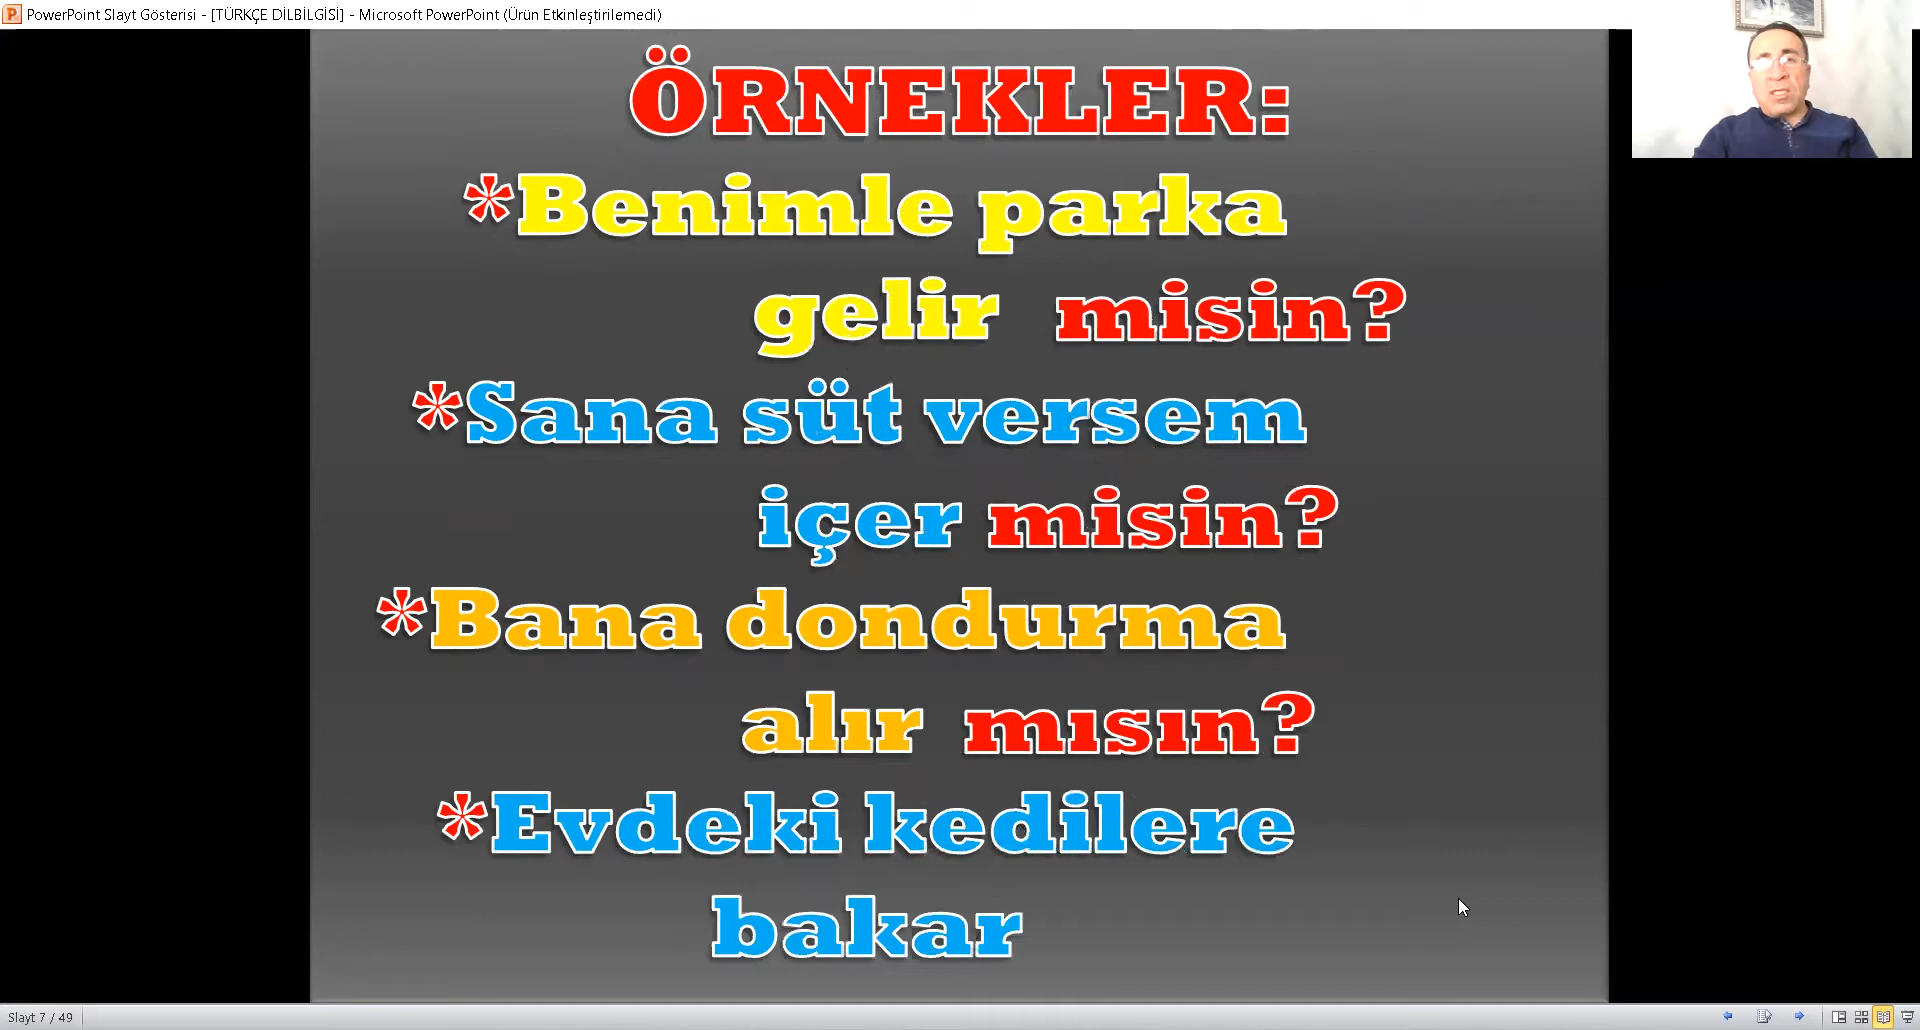 PowerPoint Slayt Gösterisi - [TÜRKÇE DİLBİLGİSİ] - Microsoft PowerPoint (Ürün Etkinleştirilemedi)
ÖRNEKLER:
*Benimle parka
gelir misin?
*Sana süt versem
içer misin?
*Bana dondurma
alır mısın?
*Evdeki kedilere
bakar
Slayt 7 / 49